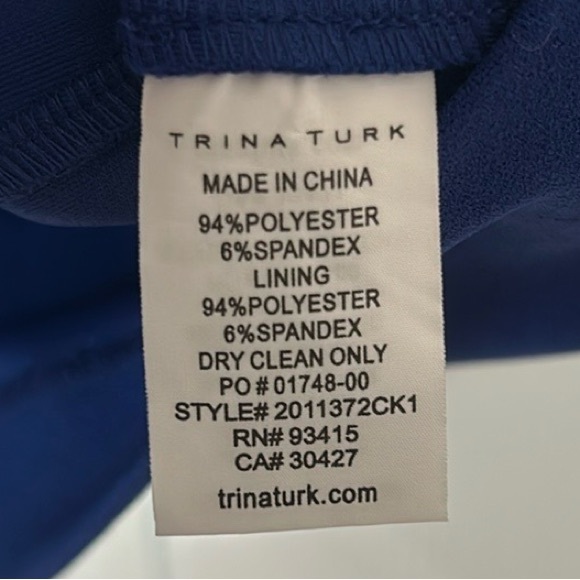 TRINA TURK
MADE IN CHINA
94%POLYESTER
6%SPANDEX
LINING
94%POLYESTER
6%SPANDEX
DRY CLEAN ONLY
PO # 01748-00
STYLE# 2011372CK1
RN# 93415
CA# 30427
trinaturk.com